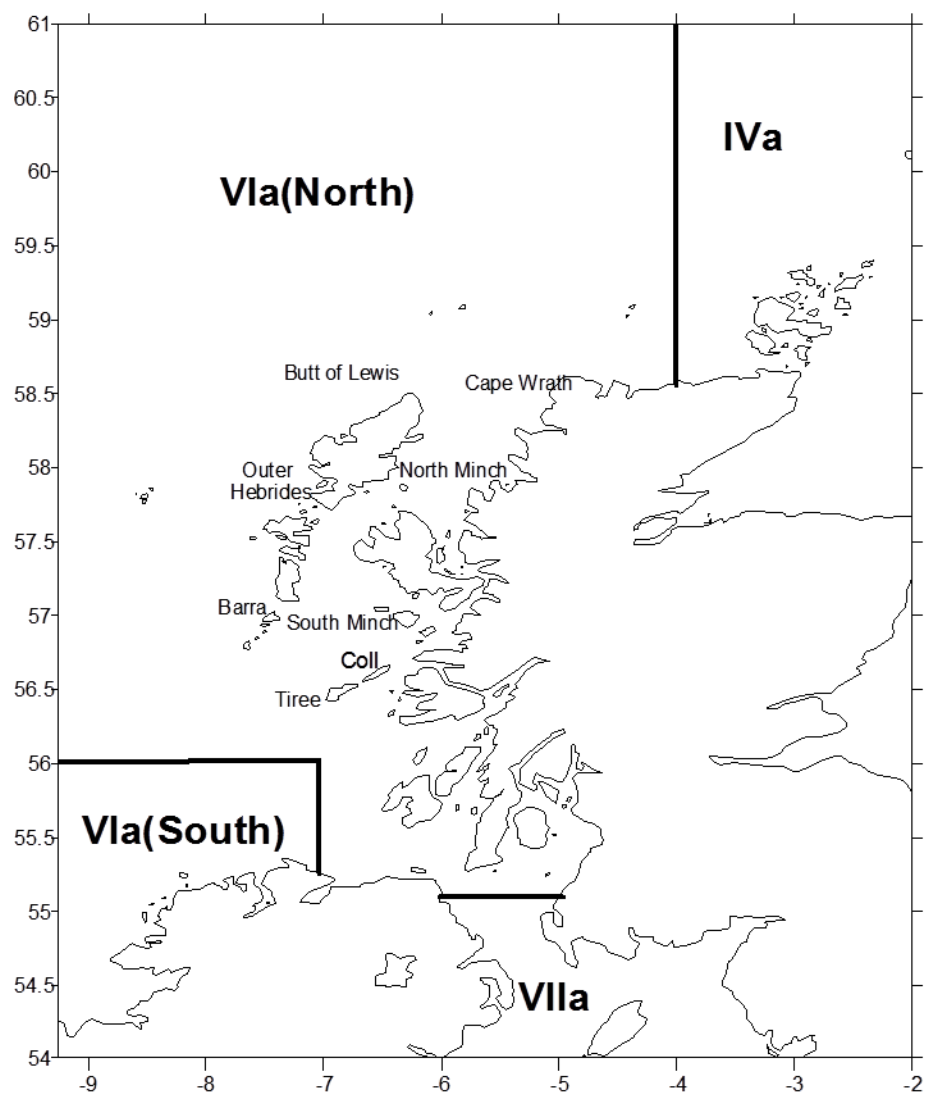 61
60.5
60
59.5
59
58.5
58
57.5
57
56.5
56
55.5
55
54.5
54
IVa
VIa(North)
Butt of Lewis
Cape Wrath
Outer
Hebrides
North Minch
Barra
South Minch
Coll
Tiree
VIa(South)
VIIa
-9
-8
-7
-6
-5
-4
-3
-2